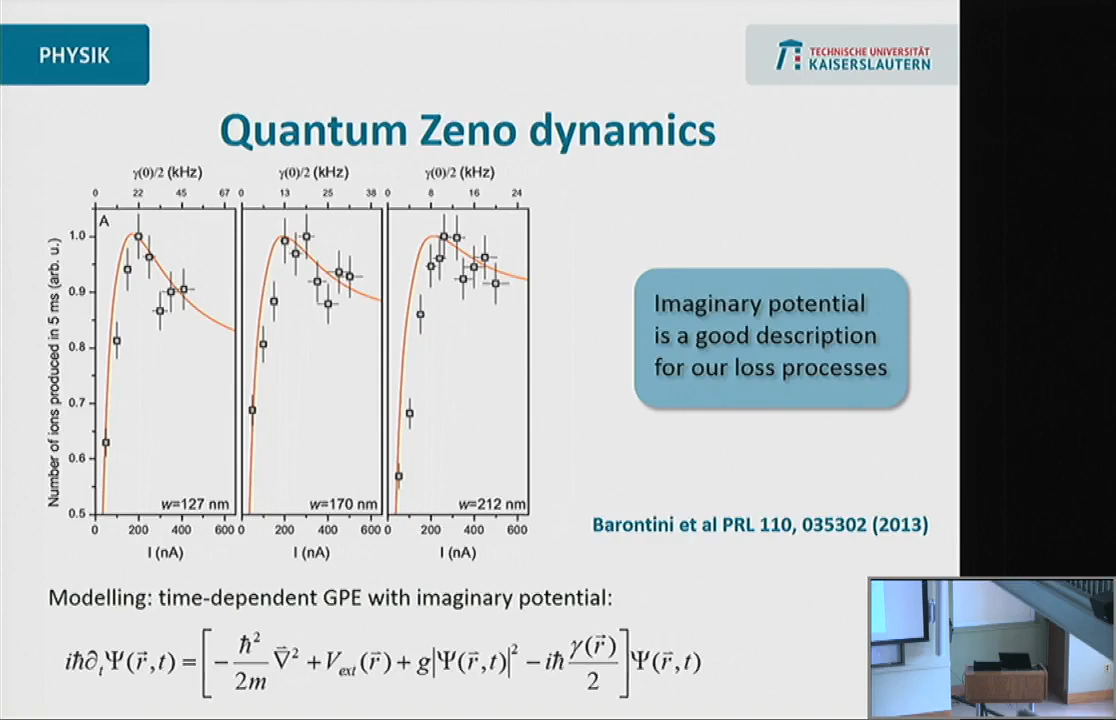 PHYSIK
TECHNISCHE UNIVERSITÄT
KAISERSLAUTERN
Quantum Zeno dynamics
γ(0)/2 (kHz) γ(0)/2 (kHz) γ(0)/2 (kHz)
0 22 45 67 0 13 25 38 0 8 16 24
A
Number of ions produced in 5 ms (arb. u.)
1.0
0.9
0.8
0.7
0.6
0.5
w=127 nm w=170 nm w=212 nm
0 200 400 600 0 200 400 600 0 200 400 600
I (nA) I (nA) I (nA)
Imaginary potential
is a good description
for our loss processes
Barontini et al PRL 110, 035302 (2013)
Modelling: time-dependent GPE with imaginary potential:
iħ∂ₜΨ(r⃗,t) = [−ħ²/2m ∇⃗² + V_ext(r⃗) + g|Ψ(r⃗,t)|² − iħ γ(r⃗)/2] Ψ(r⃗,t)